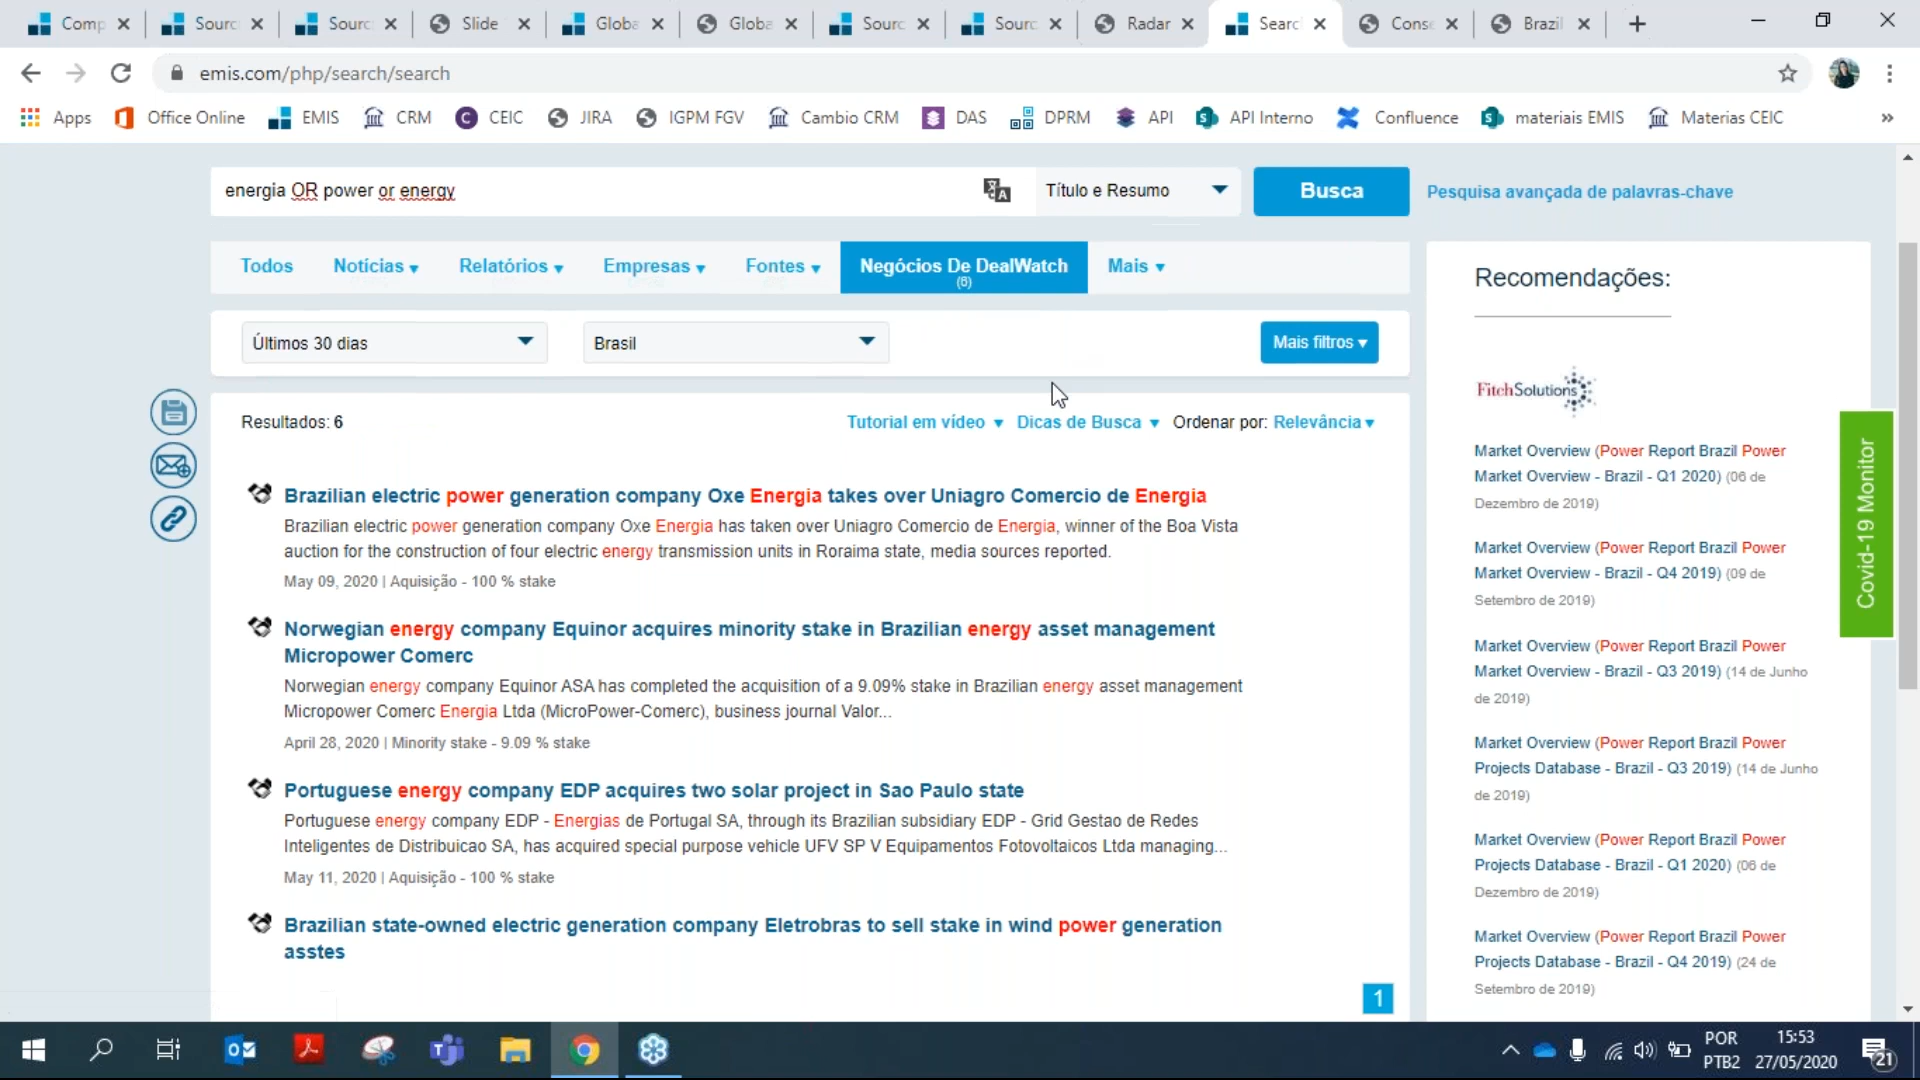 Comp
Sourc
Sourc
Slide
Globa
Globa
Sourc
Sourc
Radar
Searc
Cons
Brazil
emis.com/php/search/search
Apps
Office Online
EMIS
CRM
CEIC
JIRA
IGPM FGV
Cambio CRM
DAS
DPRM
API
API Interno
Confluence
materiais EMIS
Materias CEIC
»
energia OR power or energy
Título e Resumo
Busca
Pesquisa avançada de palavras-chave
Todos
Notícias
Relatórios
Empresas
Fontes
Negócios De DealWatch
(6)
Mais
Últimos 30 dias
Brasil
Mais filtros
Resultados: 6
Tutorial em vídeo
Dicas de Busca
Ordenar por: Relevância
Brazilian electric power generation company Oxe Energia takes over Uniagro Comercio de Energia
Brazilian electric power generation company Oxe Energia has taken over Uniagro Comercio de Energia, winner of the Boa Vista
auction for the construction of four electric energy transmission units in Roraima state, media sources reported.
May 09, 2020 | Aquisição - 100 % stake
Norwegian energy company Equinor acquires minority stake in Brazilian energy asset management
Micropower Comerc
Norwegian energy company Equinor ASA has completed the acquisition of a 9.09% stake in Brazilian energy asset management
Micropower Comerc Energia Ltda (MicroPower-Comerc), business journal Valor...
April 28, 2020 | Minority stake - 9.09 % stake
Portuguese energy company EDP acquires two solar project in Sao Paulo state
Portuguese energy company EDP - Energias de Portugal SA, through its Brazilian subsidiary EDP - Grid Gestao de Redes
Inteligentes de Distribuicao SA, has acquired special purpose vehicle UFV SP V Equipamentos Fotovoltaicos Ltda managing...
May 11, 2020 | Aquisição - 100 % stake
Brazilian state-owned electric generation company Eletrobras to sell stake in wind power generation
asstes
1
Recomendações:
FitchSolutions
Market Overview (Power Report Brazil Power
Market Overview - Brazil - Q1 2020) (06 de
Dezembro de 2019)
Market Overview (Power Report Brazil Power
Market Overview - Brazil - Q4 2019) (09 de
Setembro de 2019)
Market Overview (Power Report Brazil Power
Market Overview - Brazil - Q3 2019) (14 de Junho
de 2019)
Market Overview (Power Report Brazil Power
Projects Database - Brazil - Q3 2019) (14 de Junho
de 2019)
Market Overview (Power Report Brazil Power
Projects Database - Brazil - Q1 2020) (06 de
Dezembro de 2019)
Market Overview (Power Report Brazil Power
Projects Database - Brazil - Q4 2019) (24 de
Setembro de 2019)
Covid-19 Monitor
POR
PTB2
15:53
27/05/2020
21